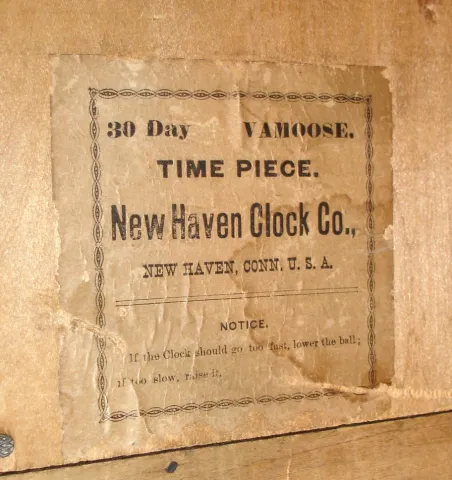 30 Day VAMOOSE.
TIME PIECE.
New Haven Clock Co.,
NEW HAVEN, CONN. U. S. A.
NOTICE.
If the Clock should go too fast, lower the ball;
if too slow, raise it.